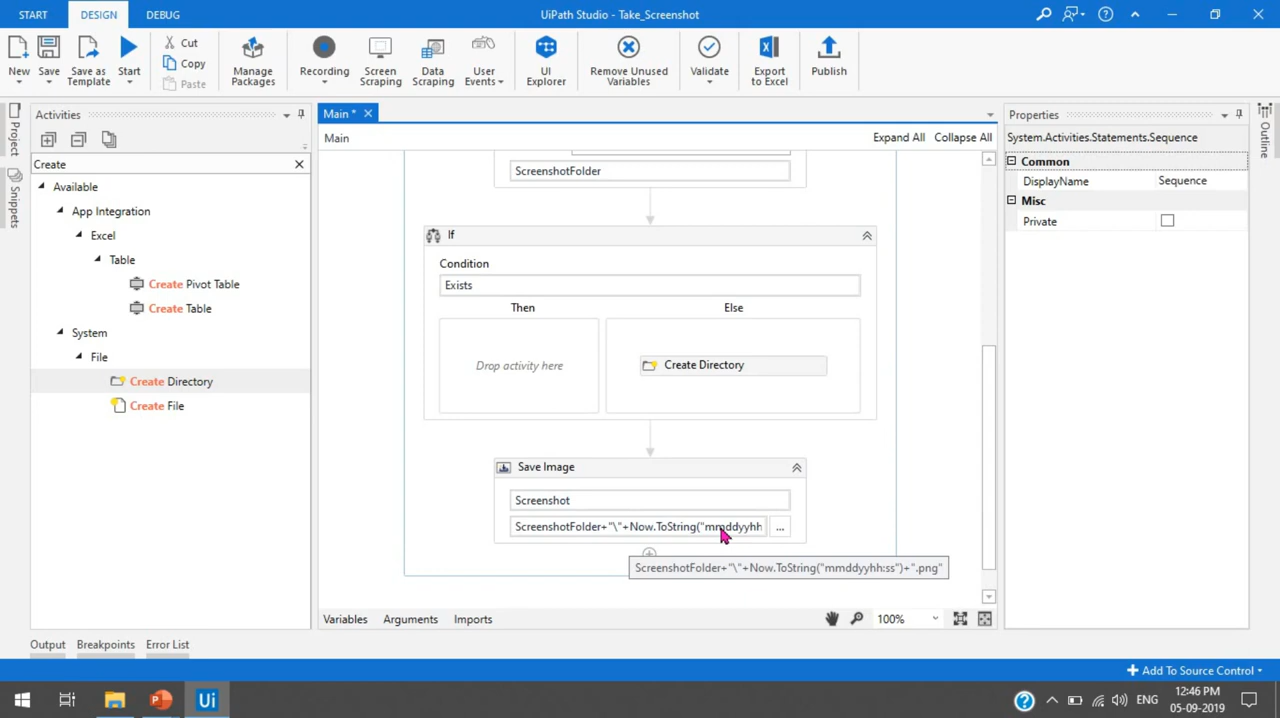 START DESIGN DEBUG UiPath Studio - Take_Screenshot
New Save Save as Template Start Cut Copy Paste Manage Packages Recording Screen Scraping Data Scraping User Events UI Explorer Remove Unused Variables Validate Export to Excel Publish
Project
Snippets
Activities
Create
Available
App Integration
Excel
Table
Create Pivot Table
Create Table
System
File
Create Directory
Create File
Main *
Main Expand All Collapse All
ScreenshotFolder
If
Condition
Exists
Then Else
Drop activity here Create Directory
Save Image
Screenshot
ScreenshotFolder+"\"+Now.ToString("mmddyyhh ...
ScreenshotFolder+"\"+Now.ToString("mmddyyhh:ss")+".png"
Variables Arguments Imports 100%
Properties
System.Activities.Statements.Sequence
Common
DisplayName Sequence
Misc
Private
Outline
Output Breakpoints Error List
Add To Source Control
Ui ENG 12:46 PM
05-09-2019